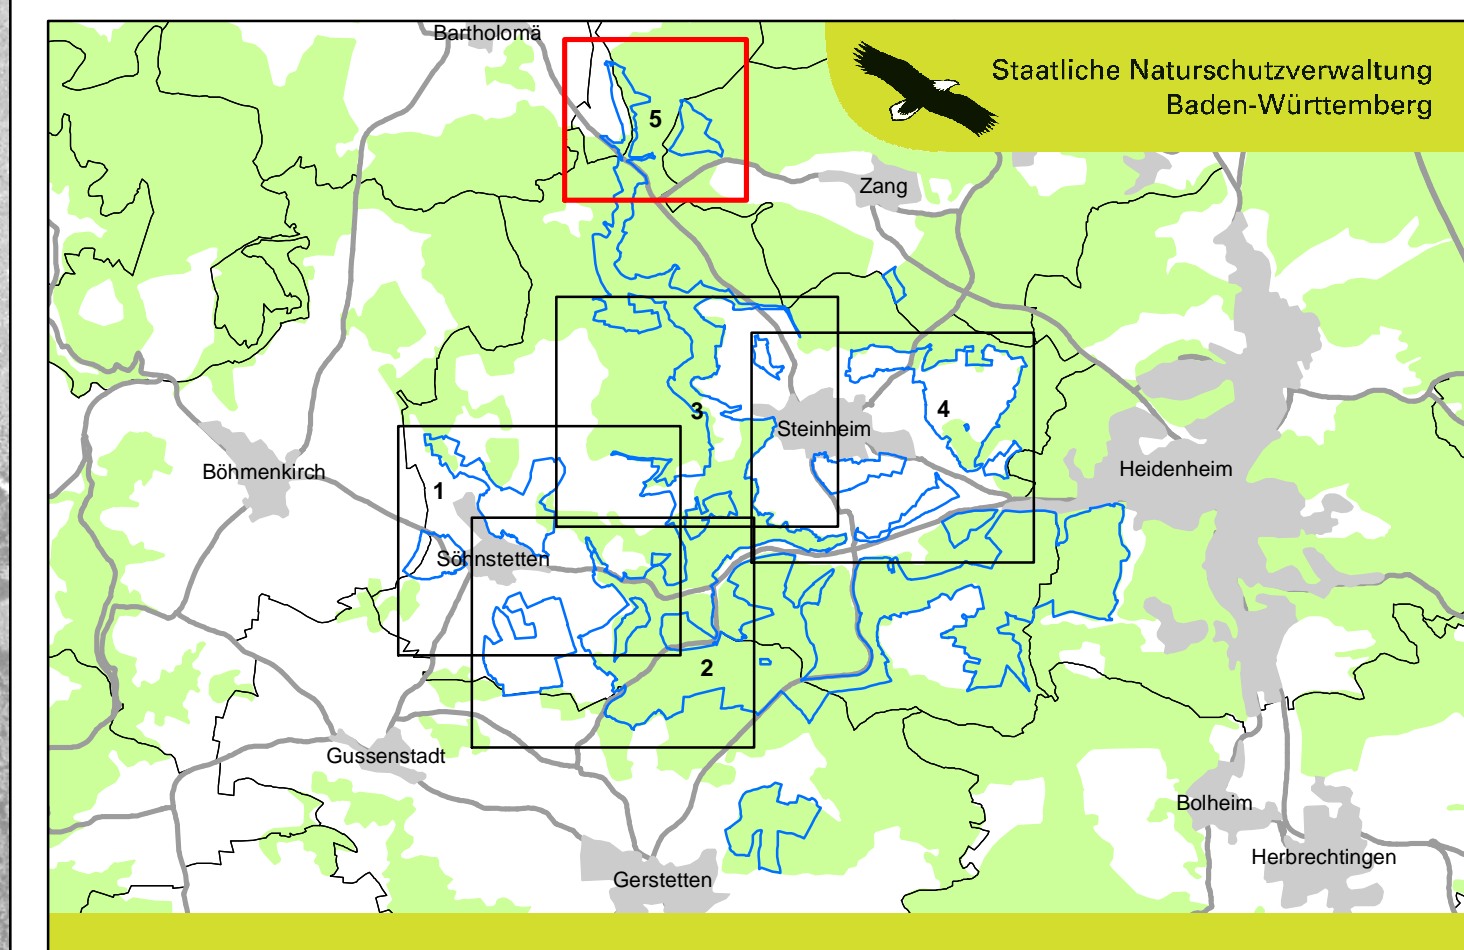 Bartholomä
Staatliche Naturschutzverwaltung
Baden-Württemberg
5
Zang
3
4
Steinheim
Böhmenkirch
Heidenheim
1
Söhnstetten
2
Gussenstadt
Bolheim
Herbrechtingen
Gerstetten